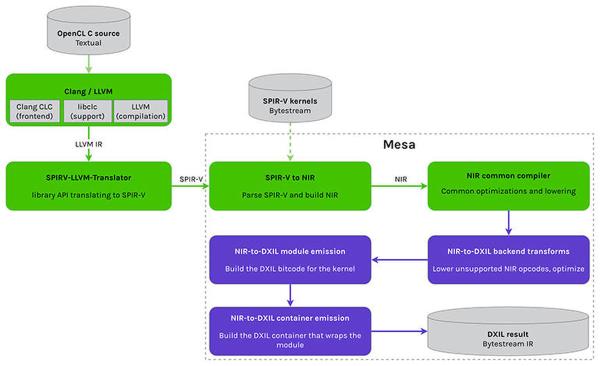 OpenCL C source
Textual
Clang / LLVM
Clang CLC
(frontend)
libclc
(support)
LLVM
(compilation)
SPIR-V kernels
Bytestream
LLVM IR
Mesa
SPIRV-LLVM-Translator
library API translating to SPIR-V
SPIR-V
SPIR-V to NIR
Parse SPIR-V and build NIR
NIR
NIR common compiler
Common optimizations and lowering
NIR-to-DXIL module emission
Build the DXIL bitcode for the kernel
NIR-to-DXIL backend transforms
Lower unsupported NIR opcodes, optimize
NIR-to-DXIL container emission
Build the DXIL container that wraps the
module
DXIL result
Bytestream IR